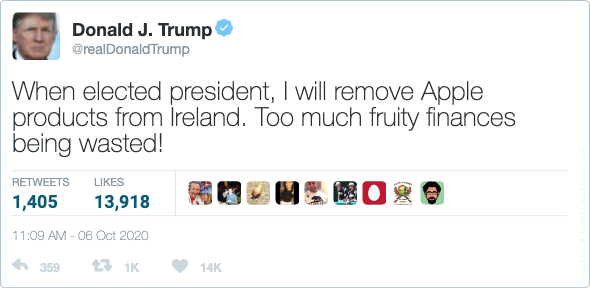 Donald J. Trump
@realDonaldTrump
When elected president, I will remove Apple
products from Ireland. Too much fruity finances
being wasted!
RETWEETS LIKES
1,405 13,918
11:09 AM - 06 Oct 2020
359 1K 14K